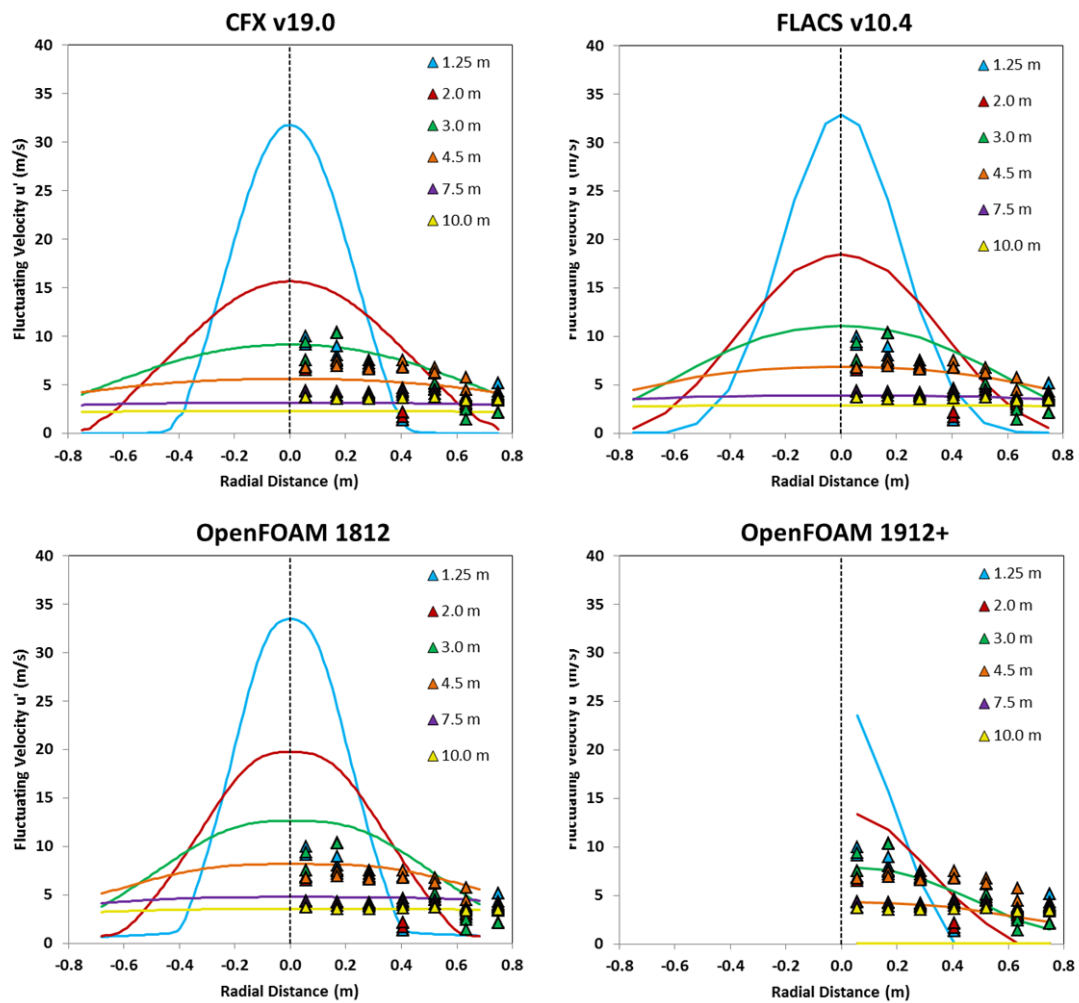 CFX v19.0
Fluctuating Velocity u' (m/s)
40
35
30
25
20
15
10
5
0
-0.8 -0.6 -0.4 -0.2 0.0 0.2 0.4 0.6 0.8
Radial Distance (m)
1.25 m
2.0 m
3.0 m
4.5 m
7.5 m
10.0 m
FLACS v10.4
Fluctuating Velocity u' (m/s)
40
35
30
25
20
15
10
5
0
-0.8 -0.6 -0.4 -0.2 0.0 0.2 0.4 0.6 0.8
Radial Distance (m)
1.25 m
2.0 m
3.0 m
4.5 m
7.5 m
10.0 m
OpenFOAM 1812
Fluctuating Velocity u' (m/s)
40
35
30
25
20
15
10
5
0
-0.8 -0.6 -0.4 -0.2 0.0 0.2 0.4 0.6 0.8
Radial Distance (m)
1.25 m
2.0 m
3.0 m
4.5 m
7.5 m
10.0 m
OpenFOAM 1912+
Fluctuating Velocity u' (m/s)
40
35
30
25
20
15
10
5
0
-0.8 -0.6 -0.4 -0.2 0.0 0.2 0.4 0.6 0.8
Radial Distance (m)
1.25 m
2.0 m
3.0 m
4.5 m
7.5 m
10.0 m